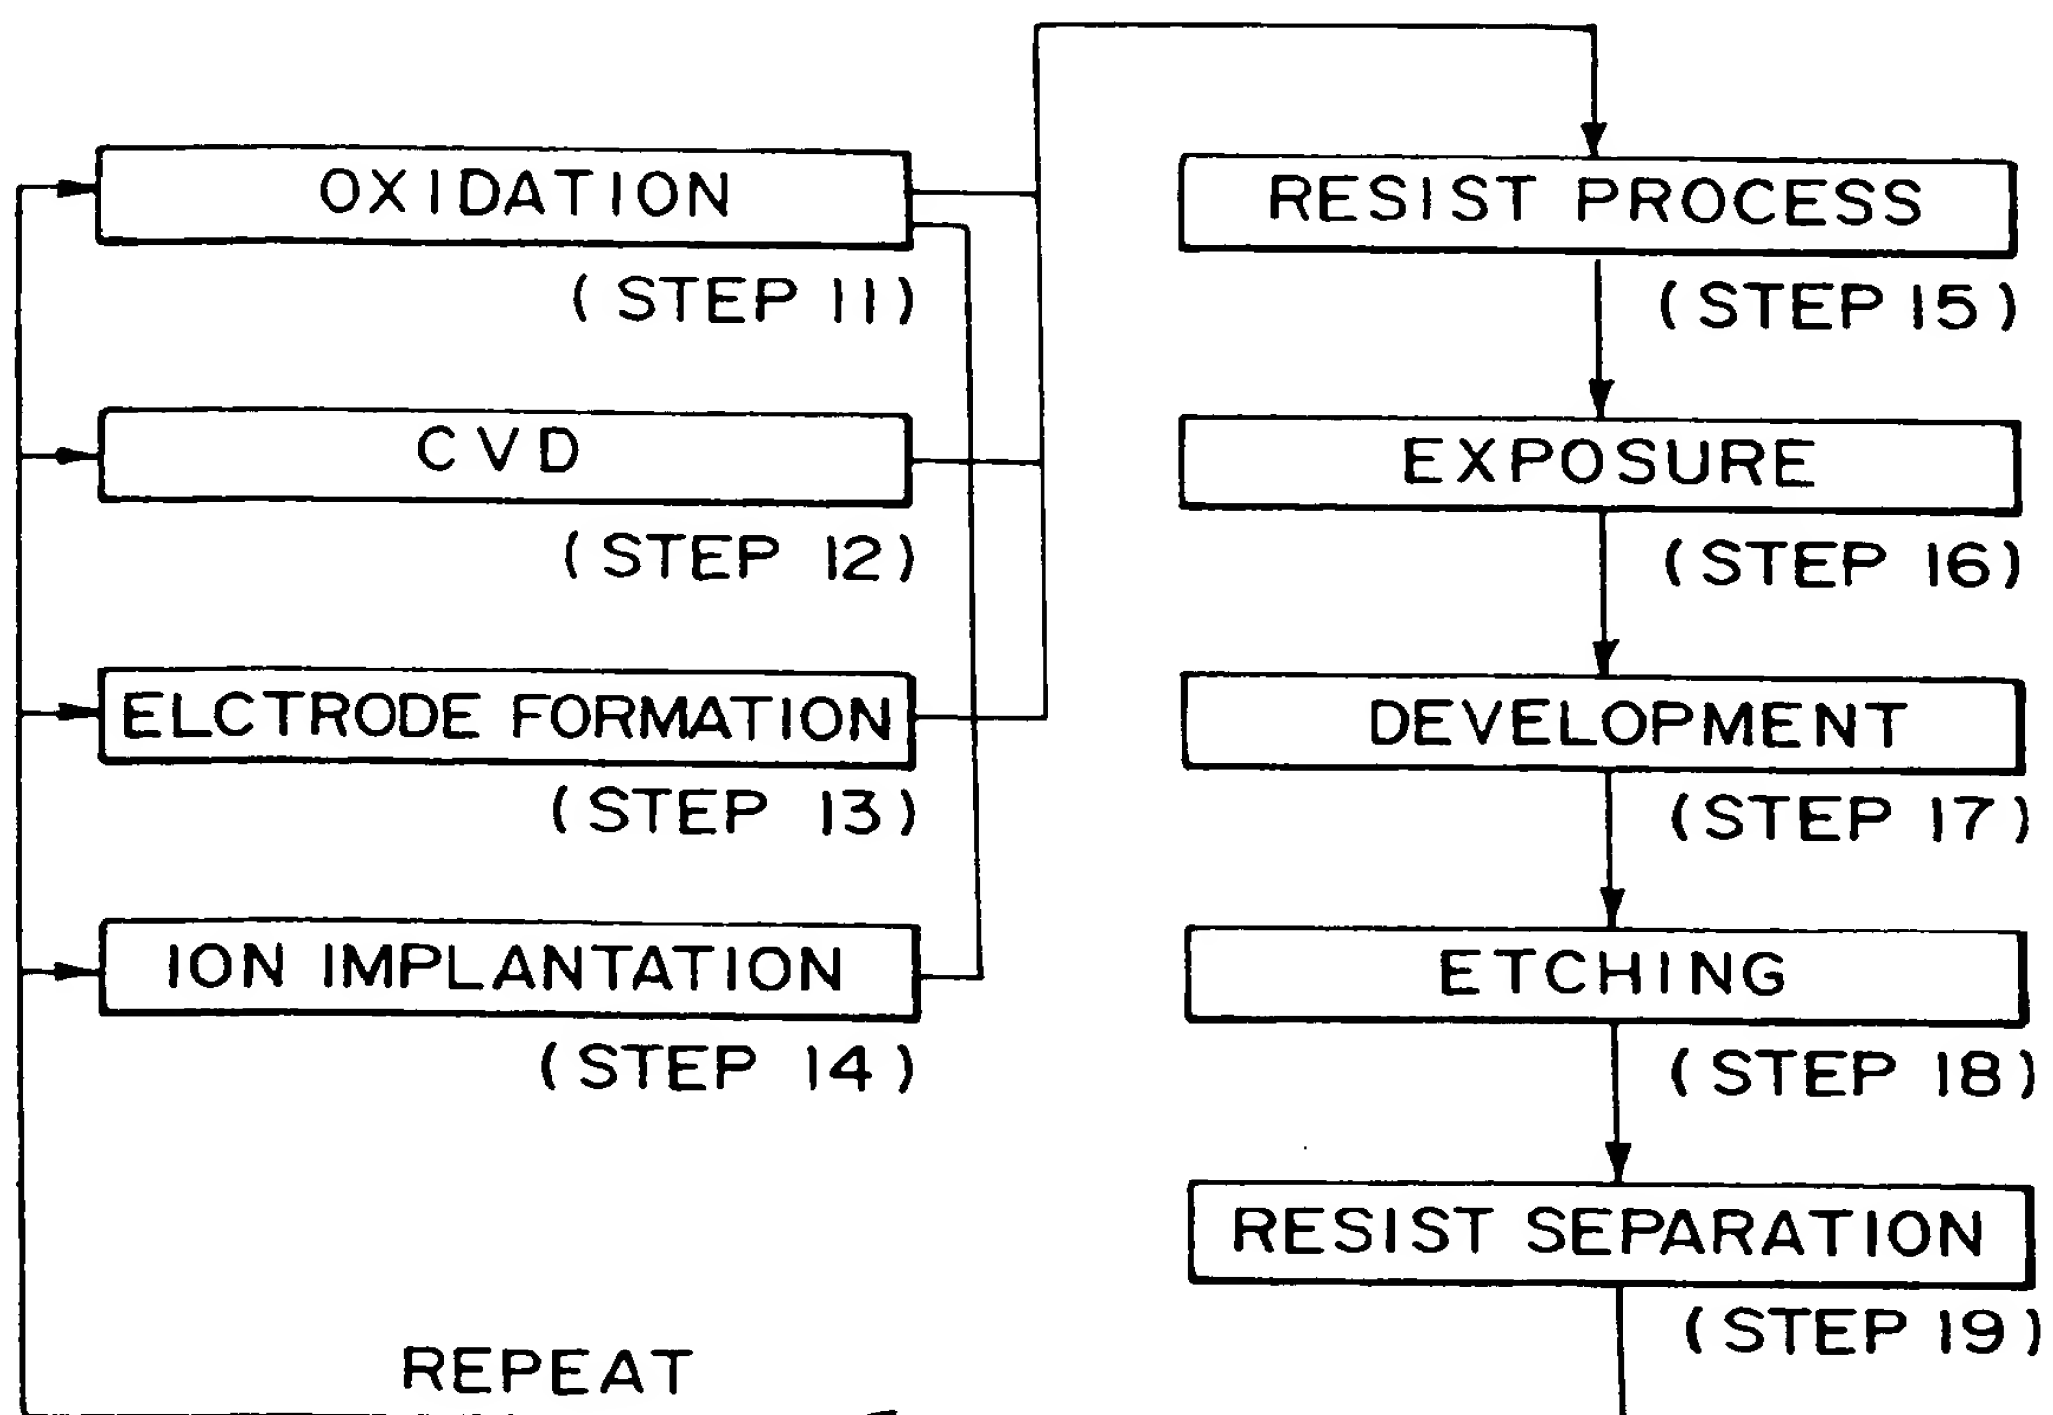 OXIDATION
(STEP 11)
CVD
(STEP 12)
ELCTRODE FORMATION
(STEP 13)
ION IMPLANTATION
(STEP 14)
REPEAT
RESIST PROCESS
(STEP 15)
EXPOSURE
(STEP 16)
DEVELOPMENT
(STEP 17)
ETCHING
(STEP 18)
RESIST SEPARATION
(STEP 19)